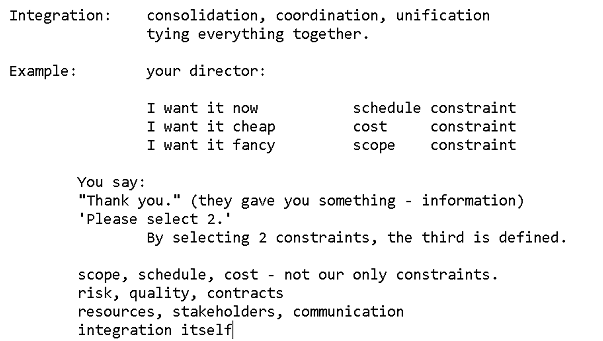 Integration:    consolidation, coordination, unification
                tying everything together.
Example:        your director:
                I want it now           schedule constraint
                I want it cheap         cost     constraint
                I want it fancy         scope    constraint
        You say:
        "Thank you." (they gave you something - information)
        'Please select 2.'
                By selecting 2 constraints, the third is defined.
        scope, schedule, cost - not our only constraints.
        risk, quality, contracts
        resources, stakeholders, communication
        integration itself